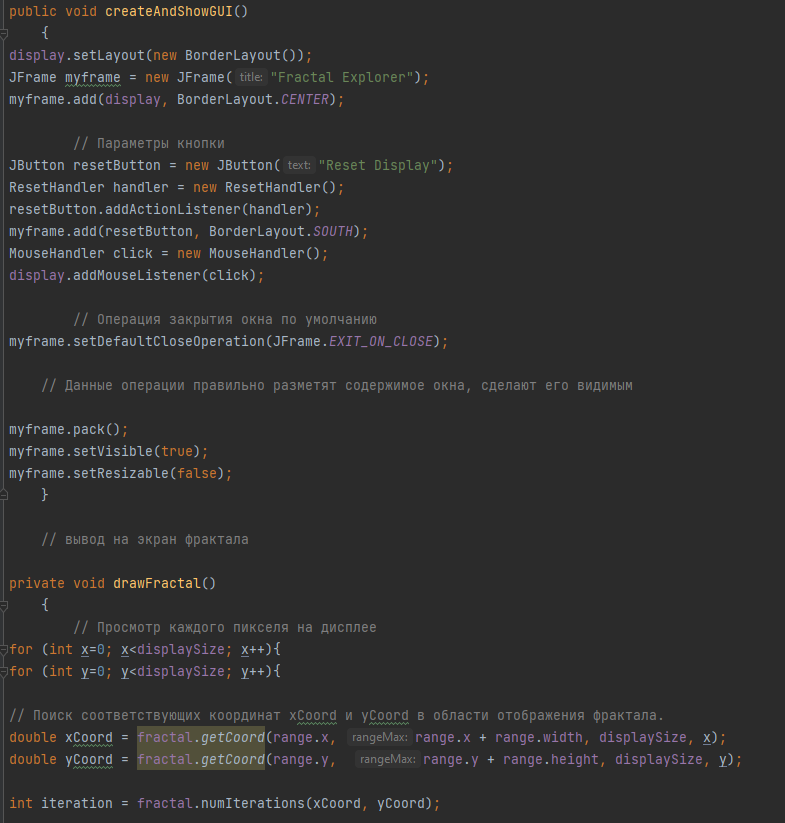 public void createAndShowGUI()
{
display.setLayout(new BorderLayout());
JFrame myframe = new JFrame( title: "Fractal Explorer");
myframe.add(display, BorderLayout.CENTER);
// Параметры кнопки
JButton resetButton = new JButton( text: "Reset Display");
ResetHandler handler = new ResetHandler();
resetButton.addActionListener(handler);
myframe.add(resetButton, BorderLayout.SOUTH);
MouseHandler click = new MouseHandler();
display.addMouseListener(click);
// Операция закрытия окна по умолчанию
myframe.setDefaultCloseOperation(JFrame.EXIT_ON_CLOSE);
// Данные операции правильно разметят содержимое окна, сделают его видимым
myframe.pack();
myframe.setVisible(true);
myframe.setResizable(false);
}
// вывод на экран фрактала
private void drawFractal()
{
// Просмотр каждого пикселя на дисплее
for (int x=0; x<displaySize; x++){
for (int y=0; y<displaySize; y++){
// Поиск соответствующих координат xCoord и yCoord в области отображения фрактала.
double xCoord = fractal.getCoord(range.x, rangeMax: range.x + range.width, displaySize, x);
double yCoord = fractal.getCoord(range.y, rangeMax: range.y + range.height, displaySize, y);
int iteration = fractal.numIterations(xCoord, yCoord);